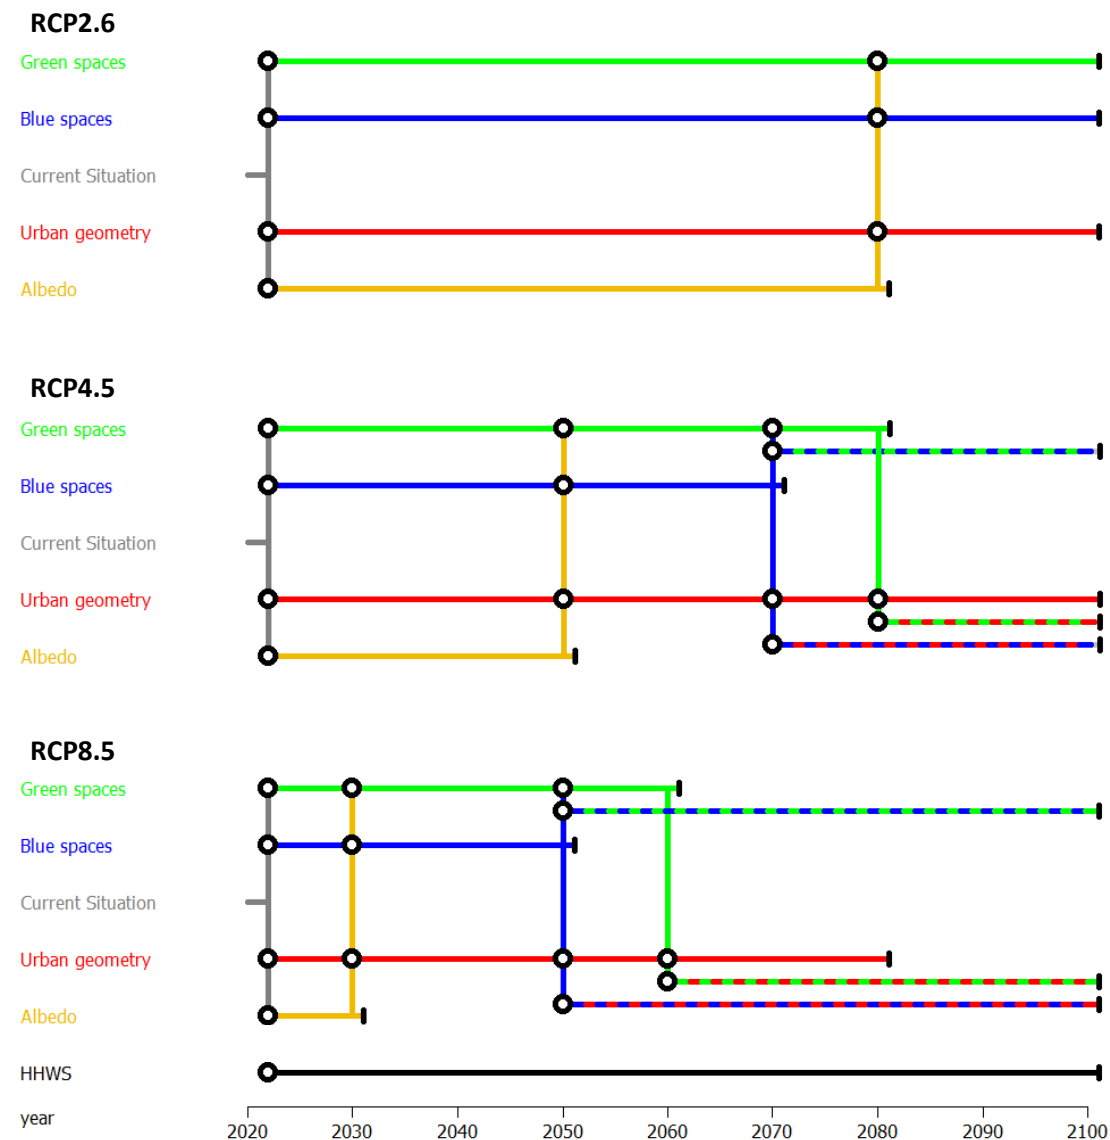 RCP2.6
Green spaces
Blue spaces
Current Situation
Urban geometry
Albedo
RCP4.5
Green spaces
Blue spaces
Current Situation
Urban geometry
Albedo
RCP8.5
Green spaces
Blue spaces
Current Situation
Urban geometry
Albedo
HHWS
year
2020 2030 2040 2050 2060 2070 2080 2090 2100